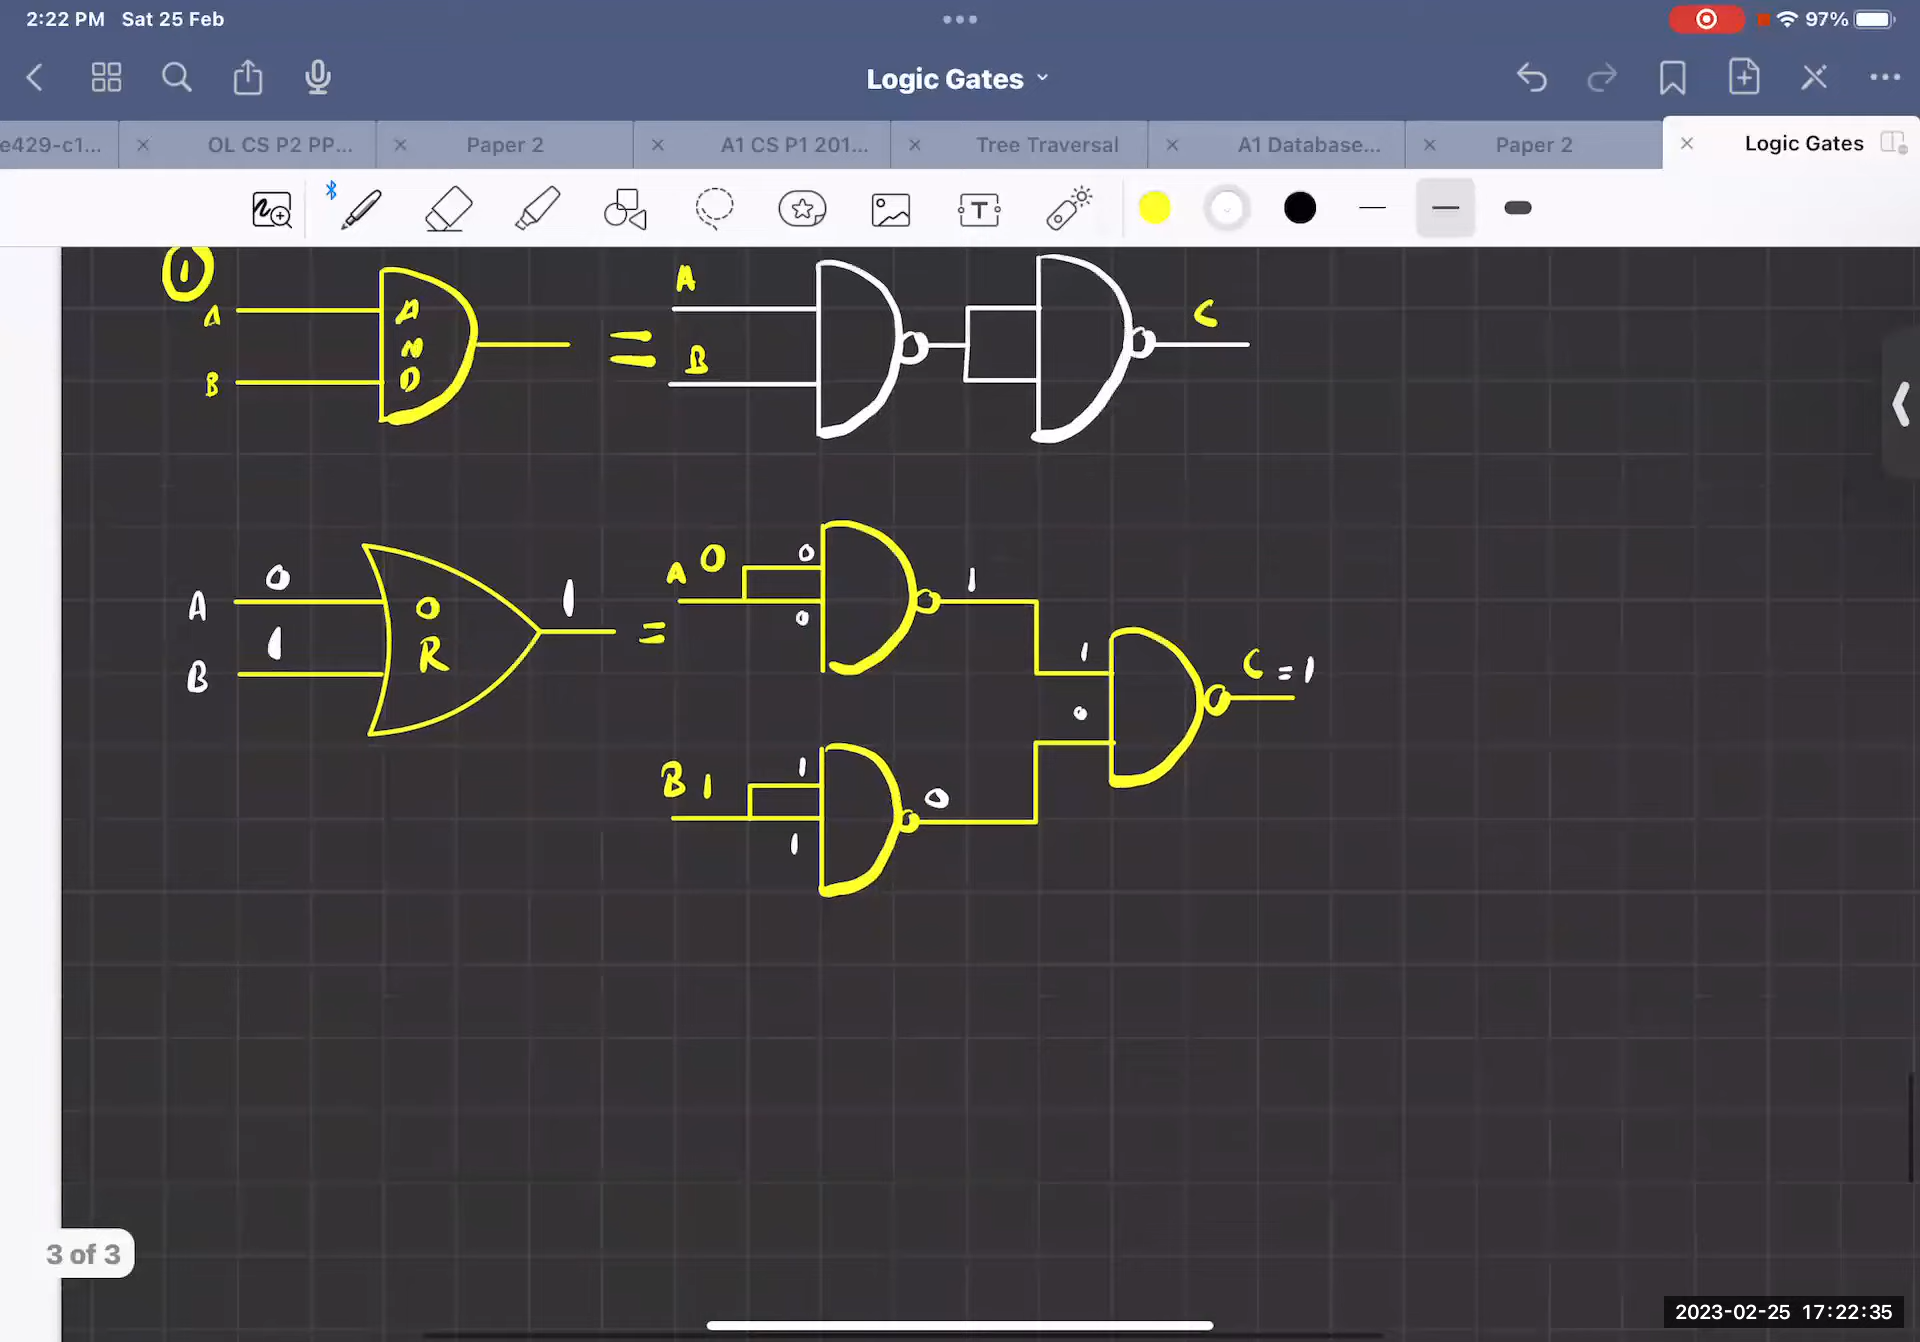 2:22 PM Sat 25 Feb
97%
Logic Gates
e429-c1...
OL CS P2 PP...
Paper 2
A1 CS P1 201...
Tree Traversal
A1 Database...
Paper 2
Logic Gates
1
A
B
A
N
D
=
A
B
C
A 0
B 1
O
R
1
=
A 0
0
0
1
B 1
1
1
0
1
0
C = 1
3 of 3
2023-02-25 17:22:35